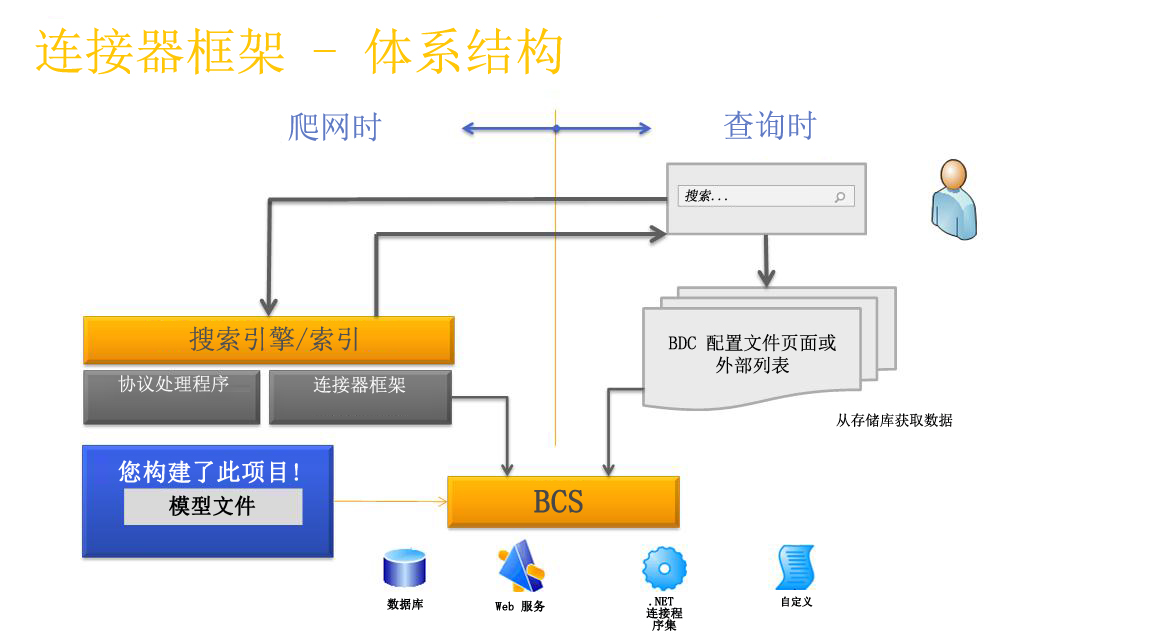 连接器框架 - 体系结构
爬网时
查询时
搜索...
搜索引擎/索引
协议处理程序
连接器框架
BDC 配置文件页面或
外部列表
从存储库获取数据
您构建了此项目!
模型文件
BCS
数据库
Web 服务
.NET
连接程
序集
自定义